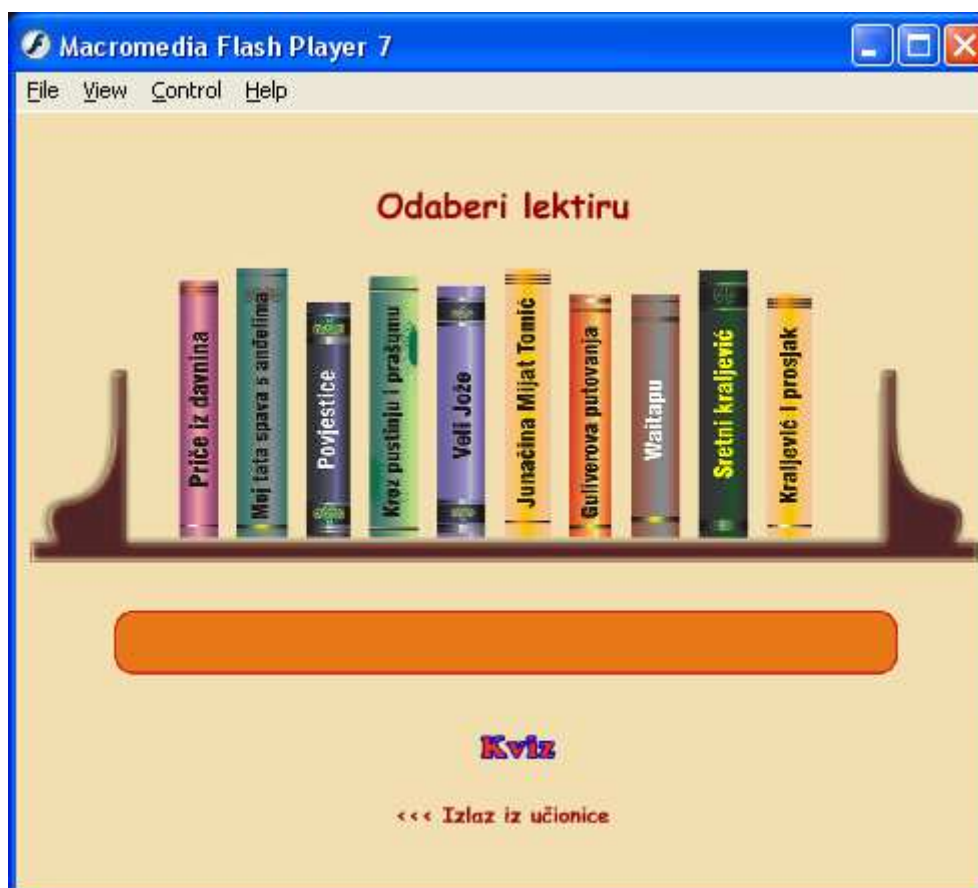 Macromedia Flash Player 7
File View Control Help
Odaberi lektiru
Priče iz davnina
Moj tata spava s anđelima
Povjestice
Kroz pustinju i prašumu
Veli Jože
Junačina Mijat Tomić
Guliverova putovanja
Waitapu
Sretni kraljević
Kraljević i prosjak
Kviz
<<< Izlaz iz učionice